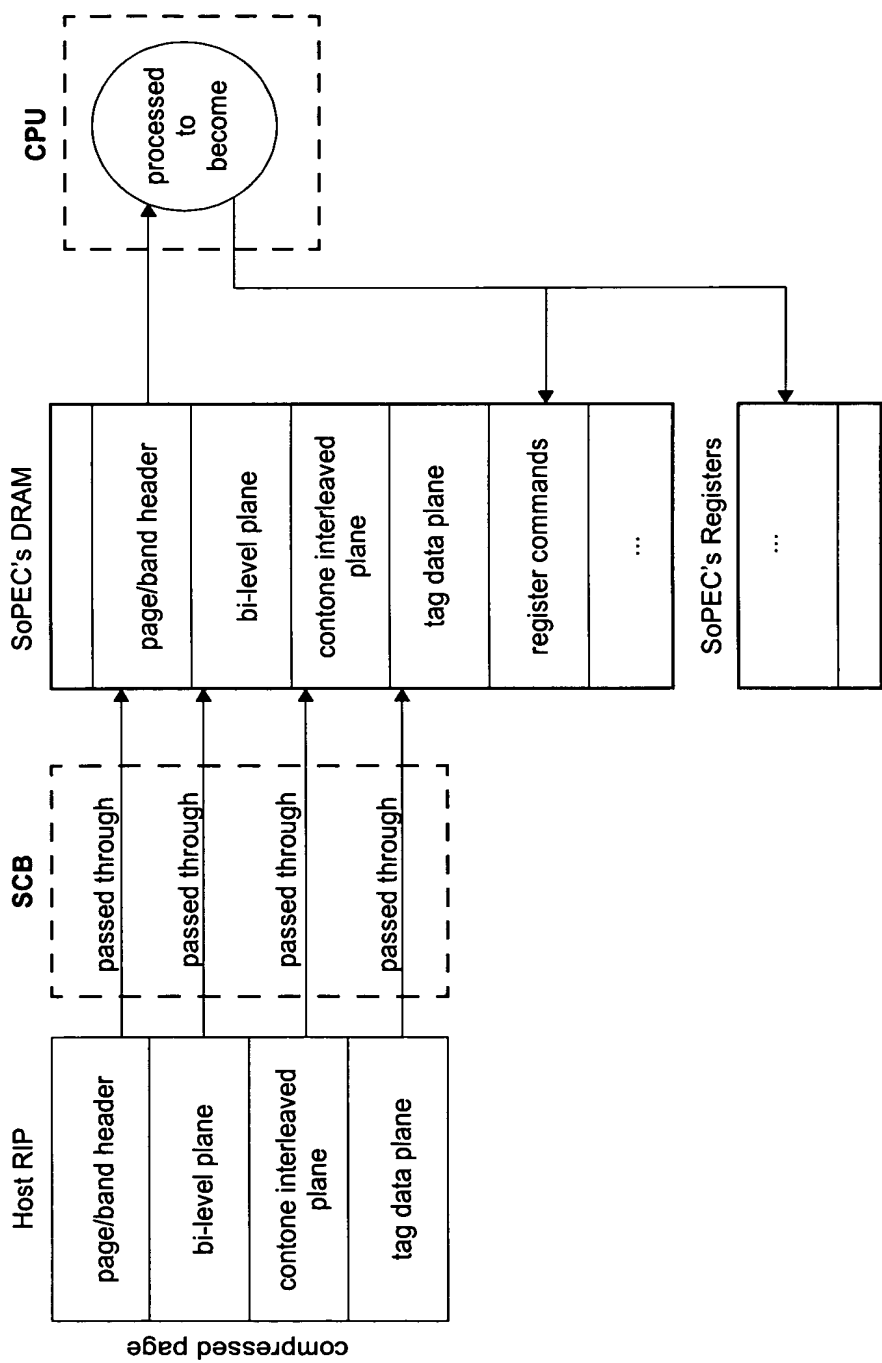 Host RIP
compressed page
page/band header
bi-level plane
contone interleaved
plane
tag data plane
SCB
passed through
passed through
passed through
passed through
SoPEC's DRAM
page/band header
bi-level plane
contone interleaved
plane
tag data plane
register commands
...
CPU
processed
to
become
SoPEC's Registers
...